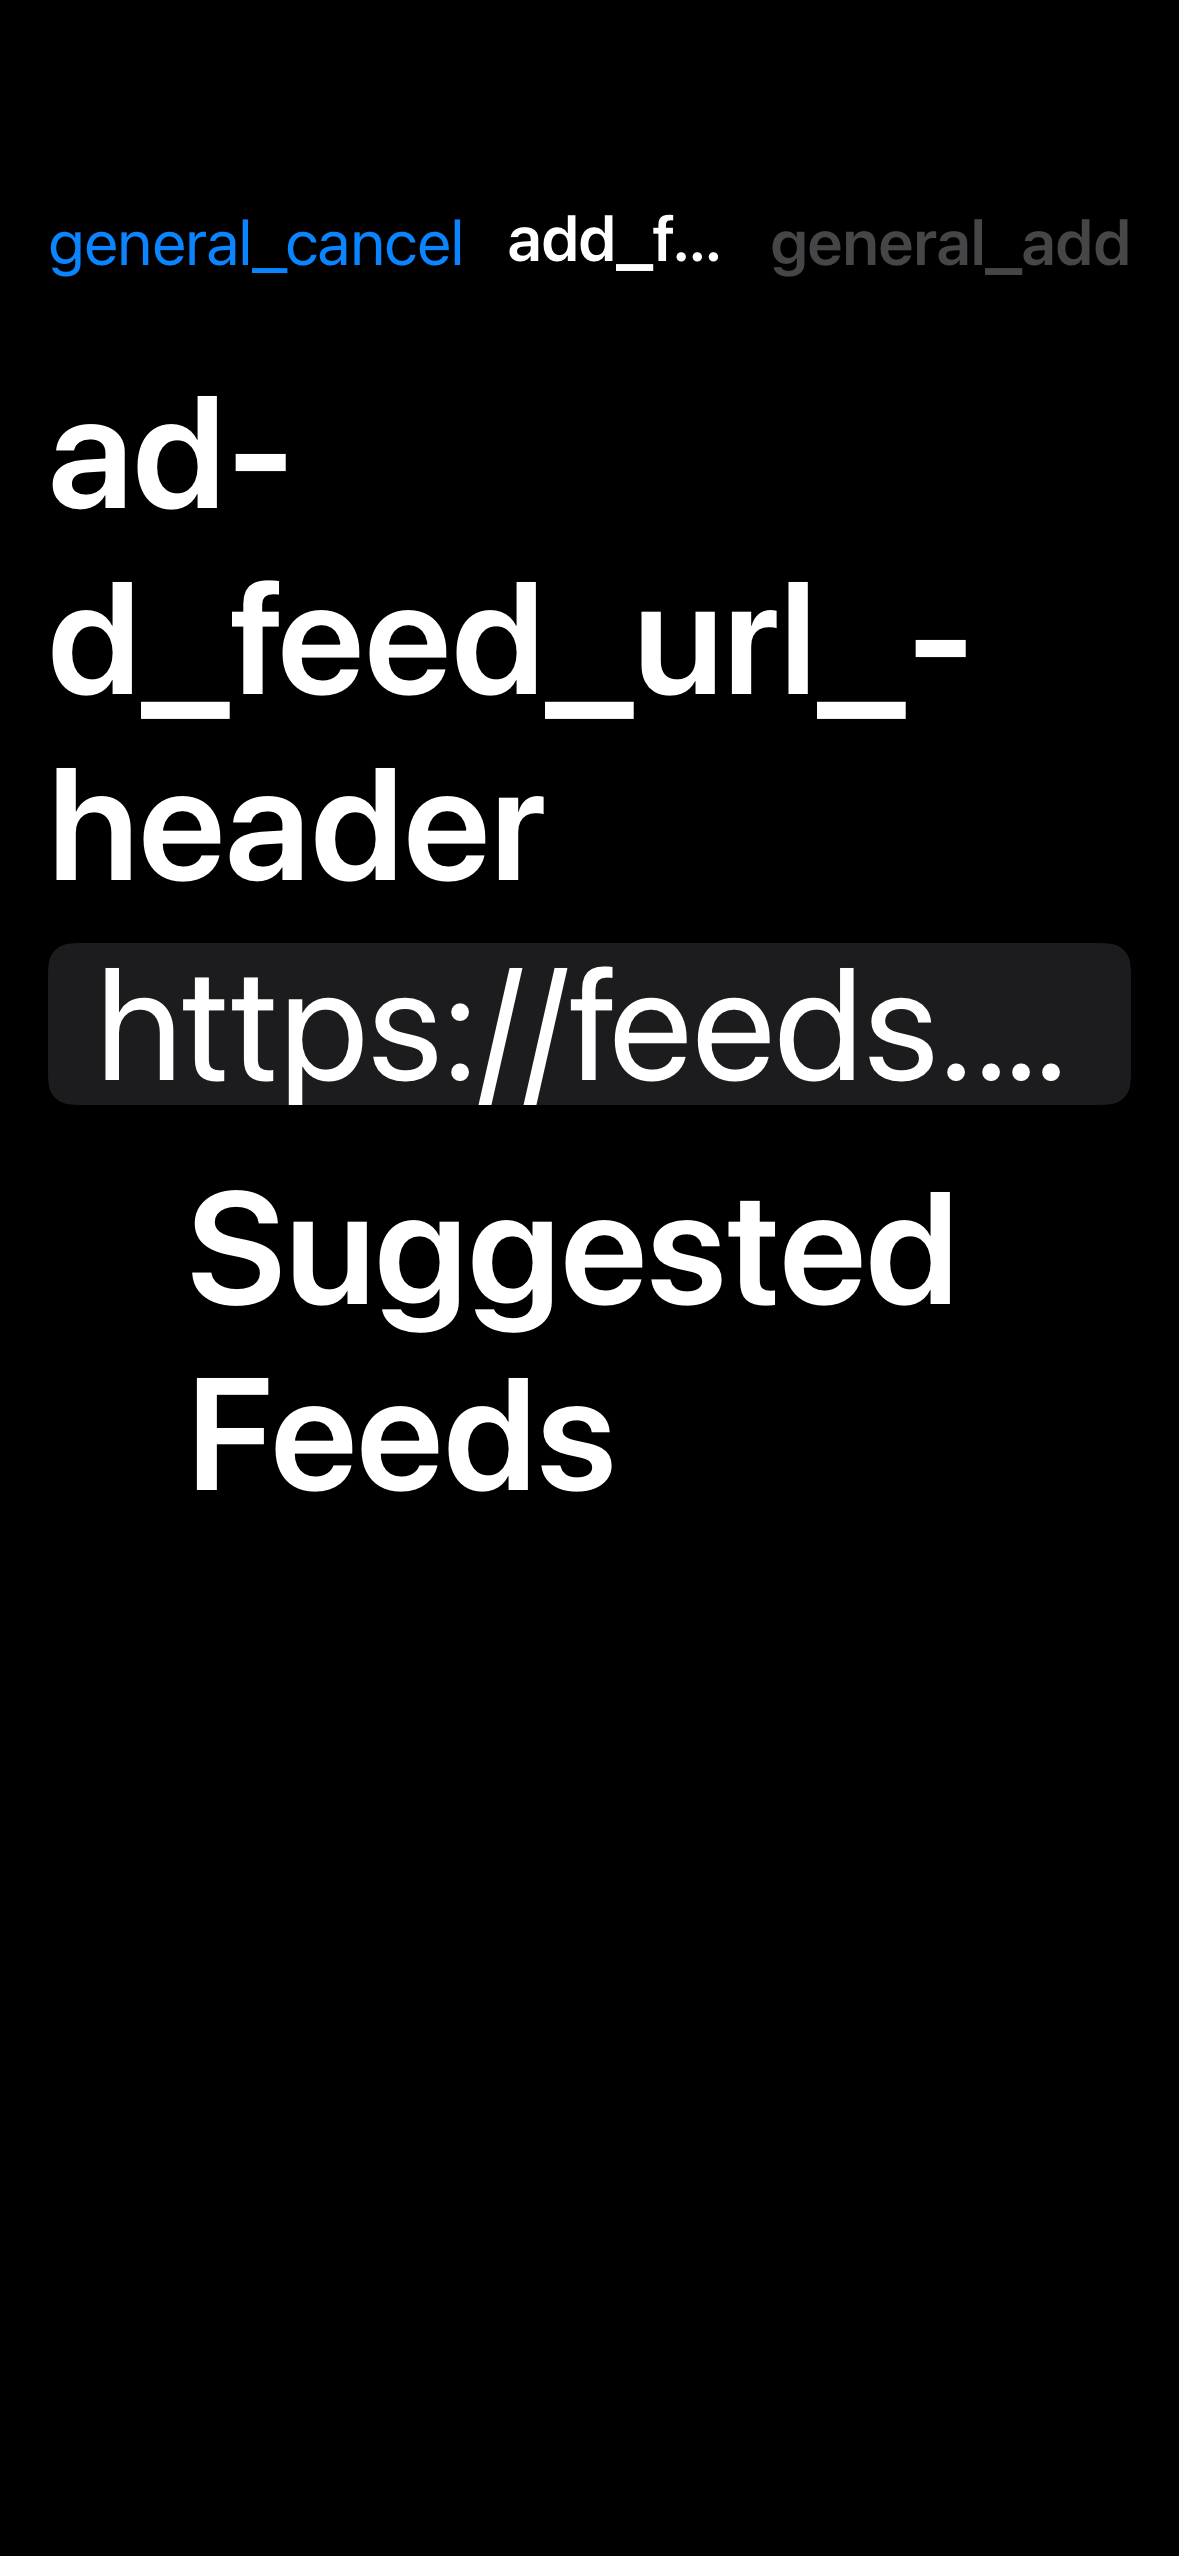 general_cancel add_f... general_add
ad-
d_feed_url_-
header
https://feeds....
Suggested
Feeds